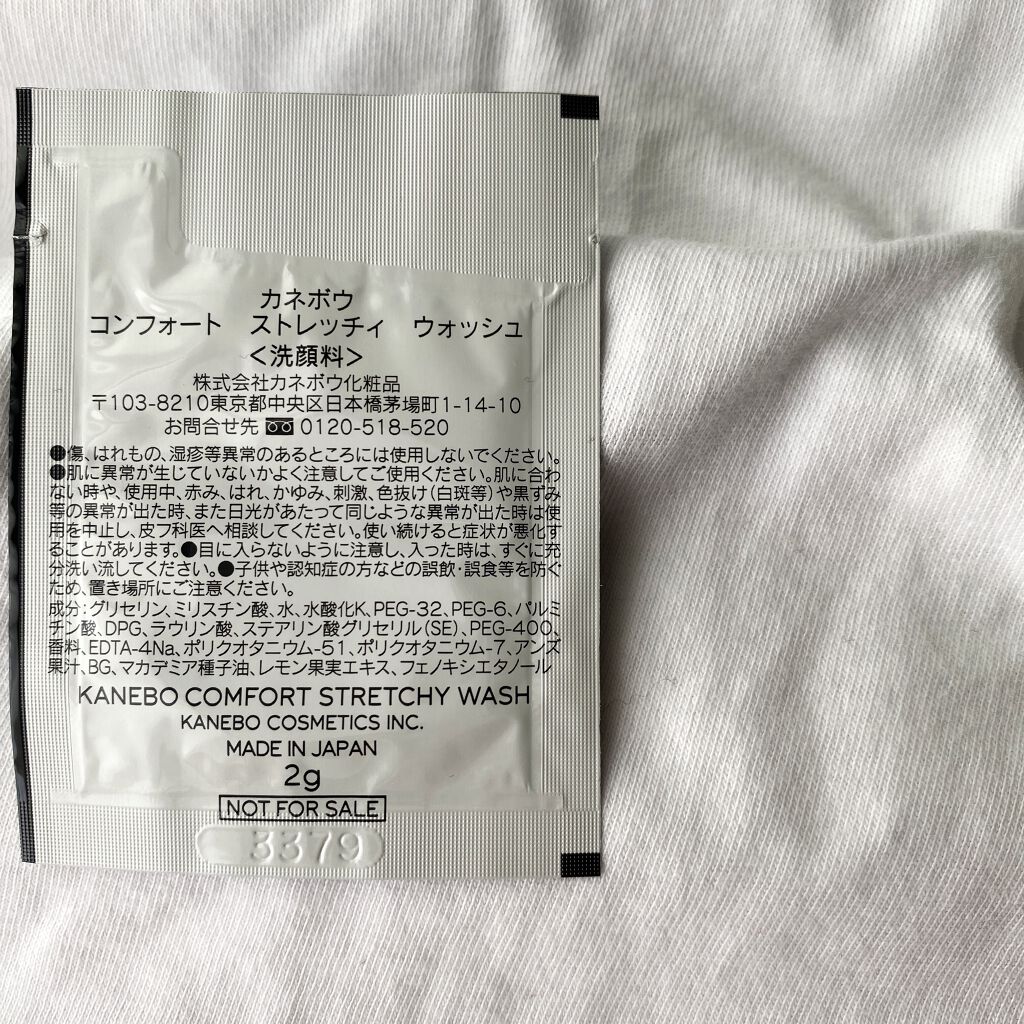 カネボウ
コンフォート ストレッチィ ウォッシュ
<洗顔料>
株式会社カネボウ化粧品
〒103-8210東京都中央区日本橋茅場町1-14-10
お問合せ先 0120-518-520
●傷、はれもの、湿疹等異常のあるところには使用しないでください。
●肌に異常が生じていないかよく注意してご使用ください。肌に合わ
ない時や、使用中、赤み、はれ、かゆみ、刺激、色抜け(白斑等)や黒ずみ
等の異常が出た時、また日光があたって同じような異常が出た時は使
用を中止し、皮フ科医へ相談してください。使い続けると症状が悪化す
ることがあります。●目に入らないように注意し、入った時は、すぐに充
分洗い流してください。●子供や認知症の方などの誤飲・誤食等を防ぐ
ため、置き場所にご注意ください。
成分:グリセリン、ミリスチン酸、水、水酸化K、PEG-32、PEG-6、パルミ
チン酸、DPG、ラウリン酸、ステアリン酸グリセリル(SE)、PEG-400、
香料、EDTA-4Na、ポリクオタニウム-51、ポリクオタニウム-7、アンズ
果汁、BG、マカデミア種子油、レモン果実エキス、フェノキシエタノール
KANEBO COMFORT STRETCHY WASH
KANEBO COSMETICS INC.
MADE IN JAPAN
2g
NOT FOR SALE
3379